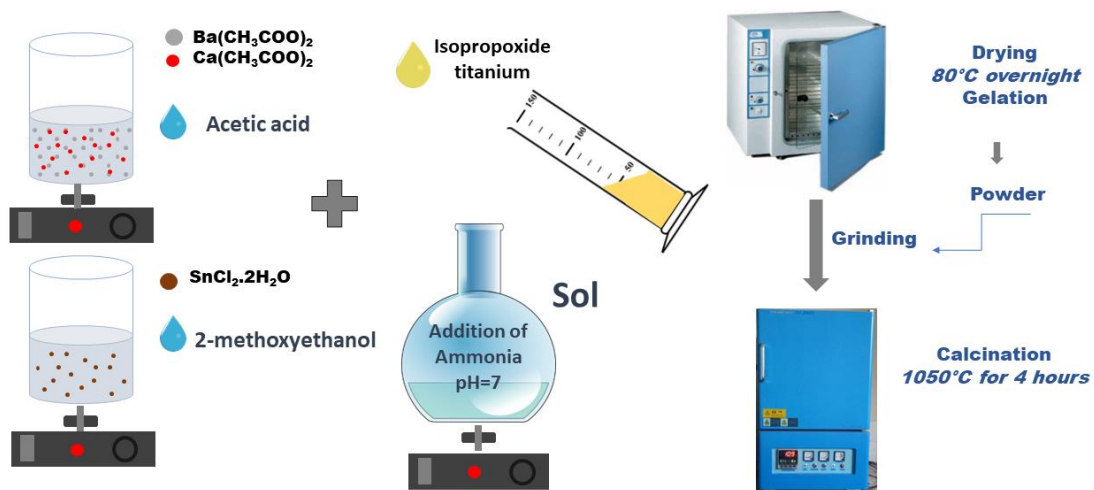 Ba(CH₃COO)₂
Ca(CH₃COO)₂
Acetic acid
SnCl₂.2H₂O
2-methoxyethanol
Isopropoxide
titanium
150
100
50
Sol
Addition of
Ammonia
pH=7
Drying
80°C overnight
Gelation
Powder
Grinding
Calcination
1050°C for 4 hours